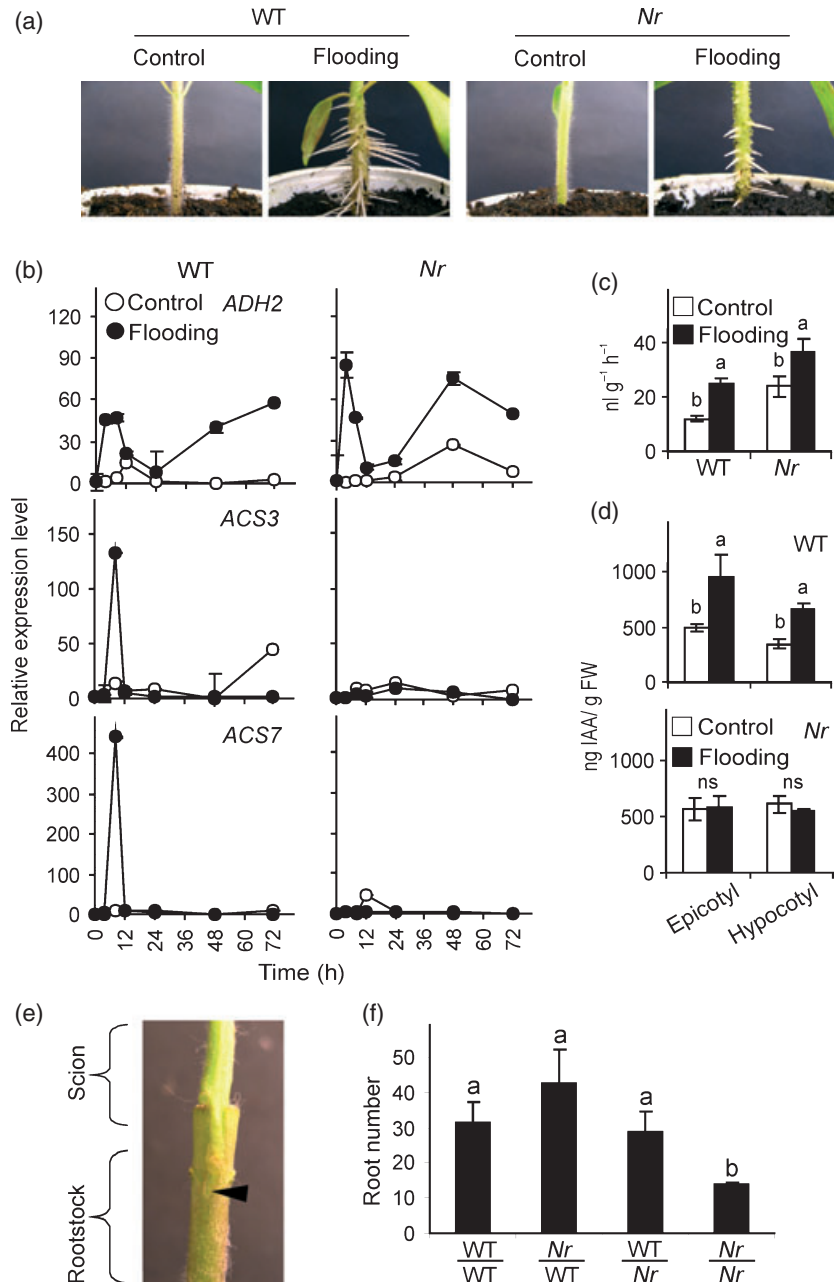 (a)
WT
Nr
Control
Flooding
Control
Flooding
(b)
WT
Nr
Control
Flooding
ADH2
120
90
60
30
0
Relative expression level
ACS3
150
100
50
0
ACS7
400
300
200
100
0
0 12 24 36 48 60 72
0 12 24 36 48 60 72
Time (h)
(c)
Control
Flooding
nl g⁻¹ h⁻¹
40
20
0
b a b a
WT Nr
(d)
WT
1000
500
0
b a b a
ng IAA/ g FW
Control
Flooding
Nr
1000
500
0
ns ns
Epicotyl Hypocotyl
(e)
Scion
Rootstock
(f)
Root number
50
40
30
20
10
0
a a a b
WT Nr WT Nr
WT WT Nr Nr